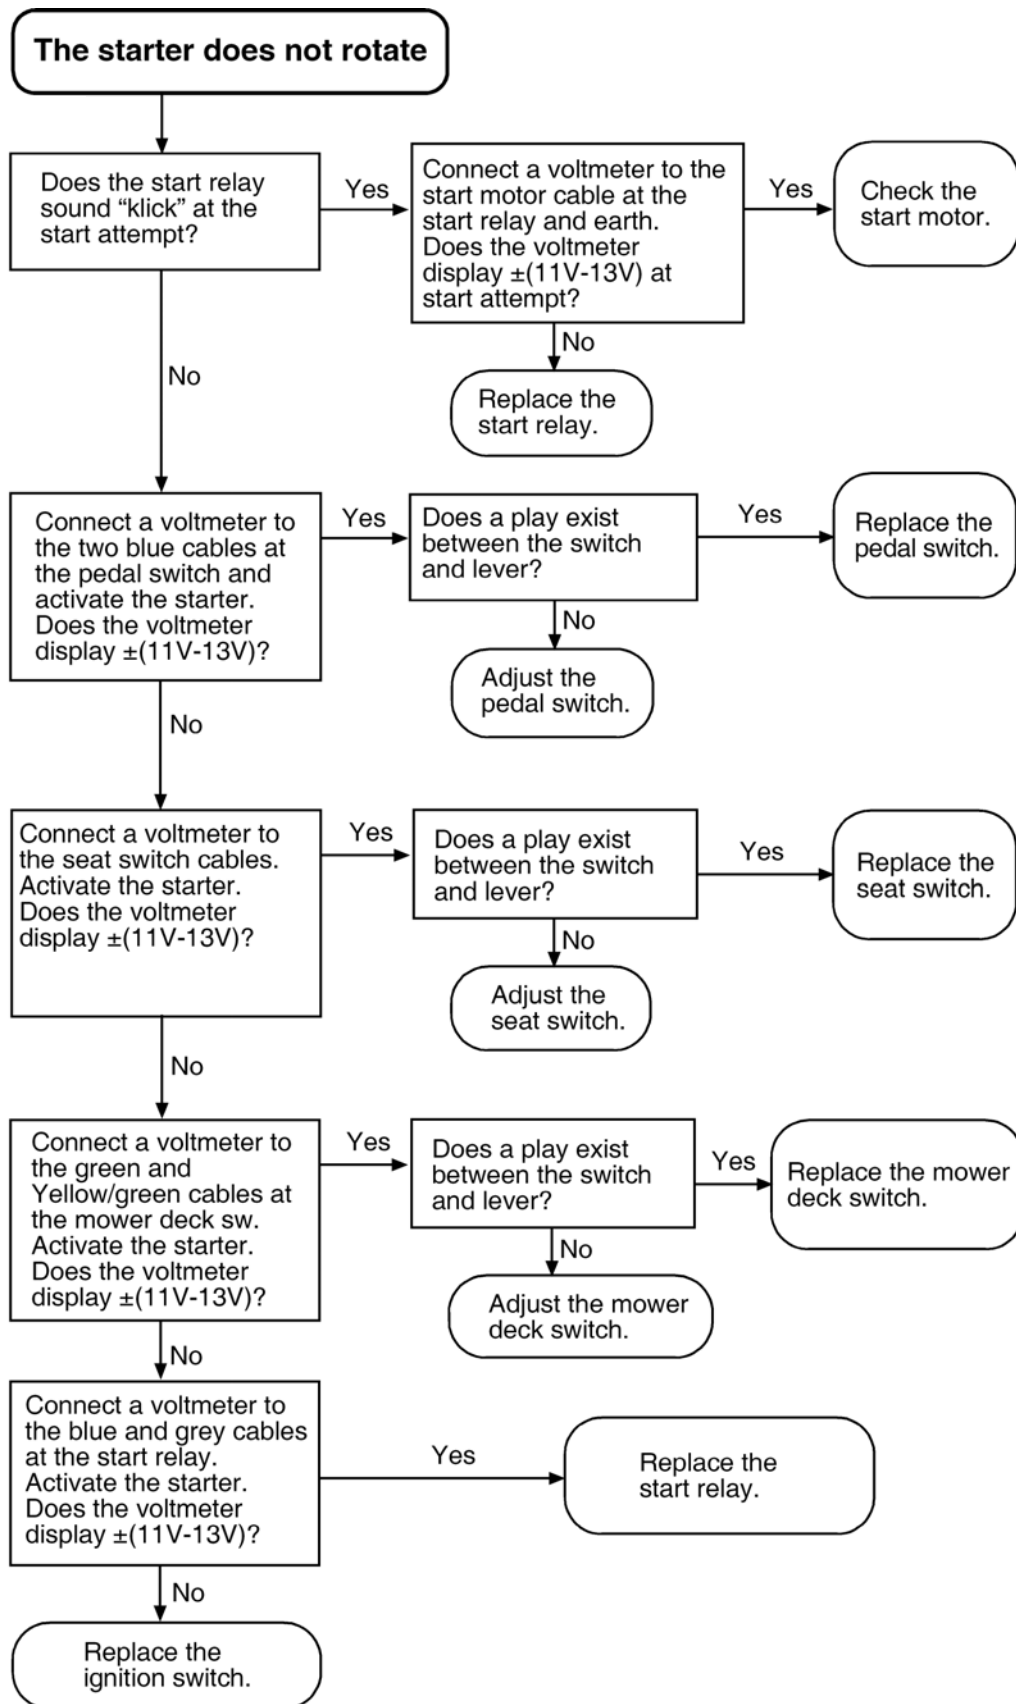 The starter does not rotate
Does the start relay
sound “klick” at the
start attempt?
Yes
Connect a voltmeter to the
start motor cable at the
start relay and earth.
Does the voltmeter
display ±(11V-13V) at
start attempt?
Yes
Check the
start motor.
No
Replace the
start relay.
No
Connect a voltmeter to
the two blue cables at
the pedal switch and
activate the starter.
Does the voltmeter
display ±(11V-13V)?
Yes
Does a play exist
between the switch
and lever?
Yes
Replace the
pedal switch.
No
Adjust the
pedal switch.
No
Connect a voltmeter to
the seat switch cables.
Activate the starter.
Does the voltmeter
display ±(11V-13V)?
Yes
Does a play exist
between the switch
and lever?
Yes
Replace the
seat switch.
No
Adjust the
seat switch.
No
Connect a voltmeter to
the green and
Yellow/green cables at
the mower deck sw.
Activate the starter.
Does the voltmeter
display ±(11V-13V)?
Yes
Does a play exist
between the switch
and lever?
Yes
Replace the mower
deck switch.
No
Adjust the mower
deck switch.
No
Connect a voltmeter to
the blue and grey cables
at the start relay.
Activate the starter.
Does the voltmeter
display ±(11V-13V)?
Yes
Replace the
start relay.
No
Replace the
ignition switch.